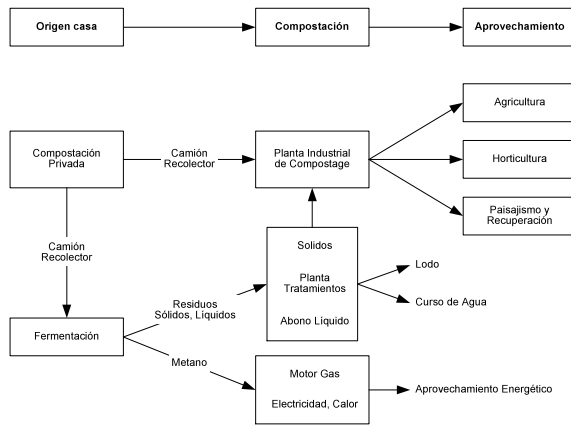 Origen casa
Compostación
Aprovechamiento
Agricultura
Compostación
Privada
Camión
Recolector
Planta Industrial
de Compostage
Horticultura
Paisajismo y
Recuperación
Camión
Recolector
Solidos
Planta
Tratamientos
Abono Líquido
Lodo
Curso de Agua
Residuos
Sólidos, Líquidos
Fermentación
Metano
Motor Gas
Electricidad, Calor
Aprovechamiento Energético